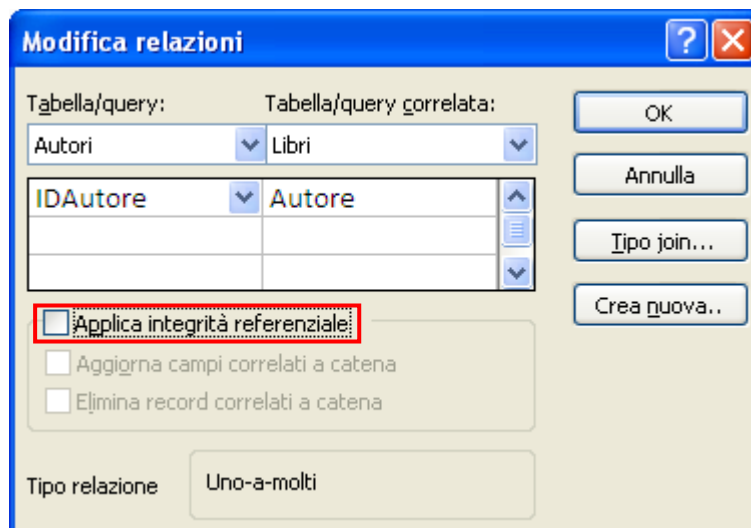 Modifica relazioni
Tabella/query: Tabella/query correlata:
Autori Libri
IDAutore Autore
Applica integrità referenziale
Aggiorna campi correlati a catena
Elimina record correlati a catena
Tipo relazione Uno-a-molti
OK
Annulla
Tipo join...
Crea nuova..